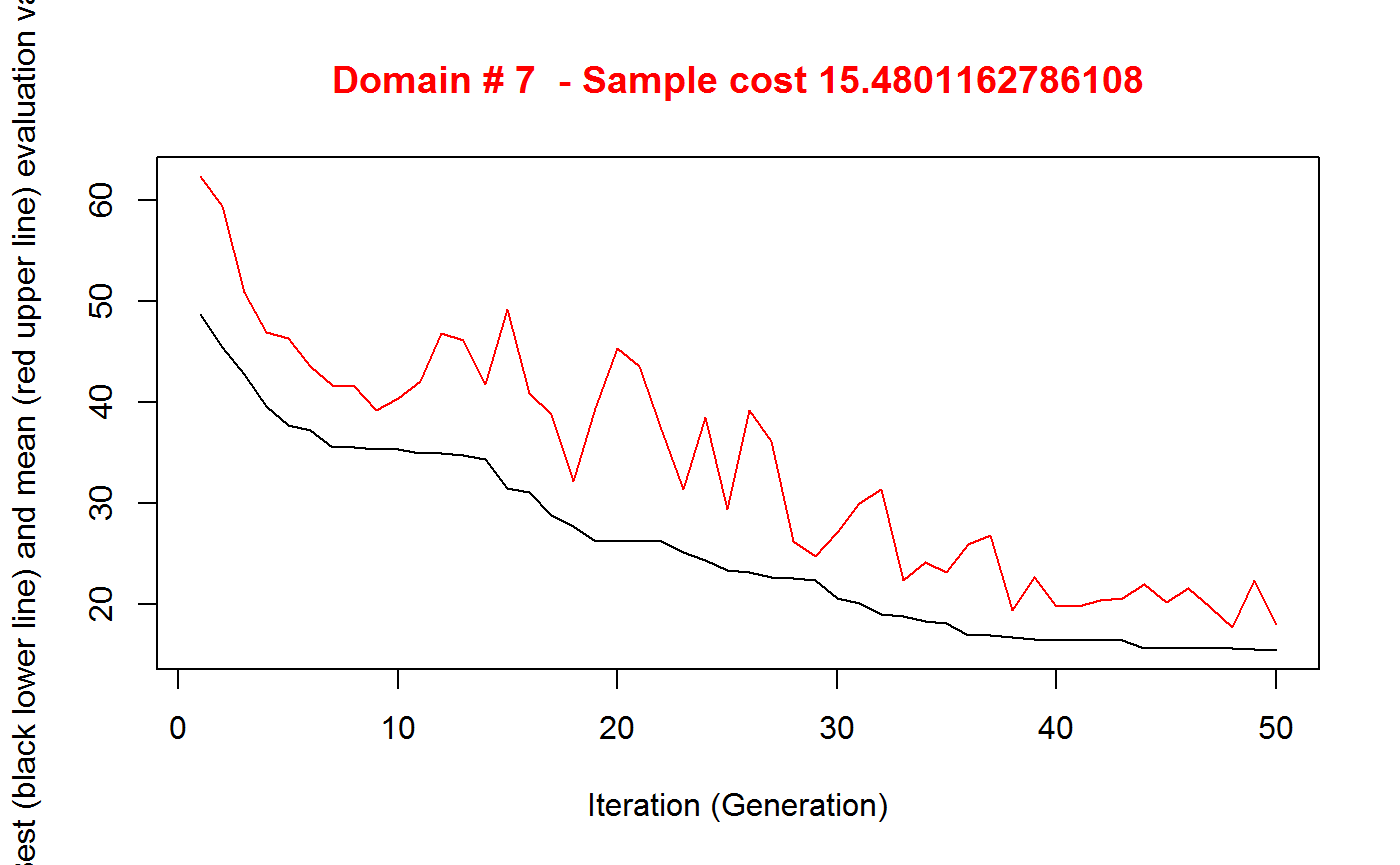 Domain # 7 - Sample cost 15.4801162786108
est (black lower line) and mean (red upper line) evaluation va
60
50
40
30
20
0 10 20 30 40 50
Iteration (Generation)